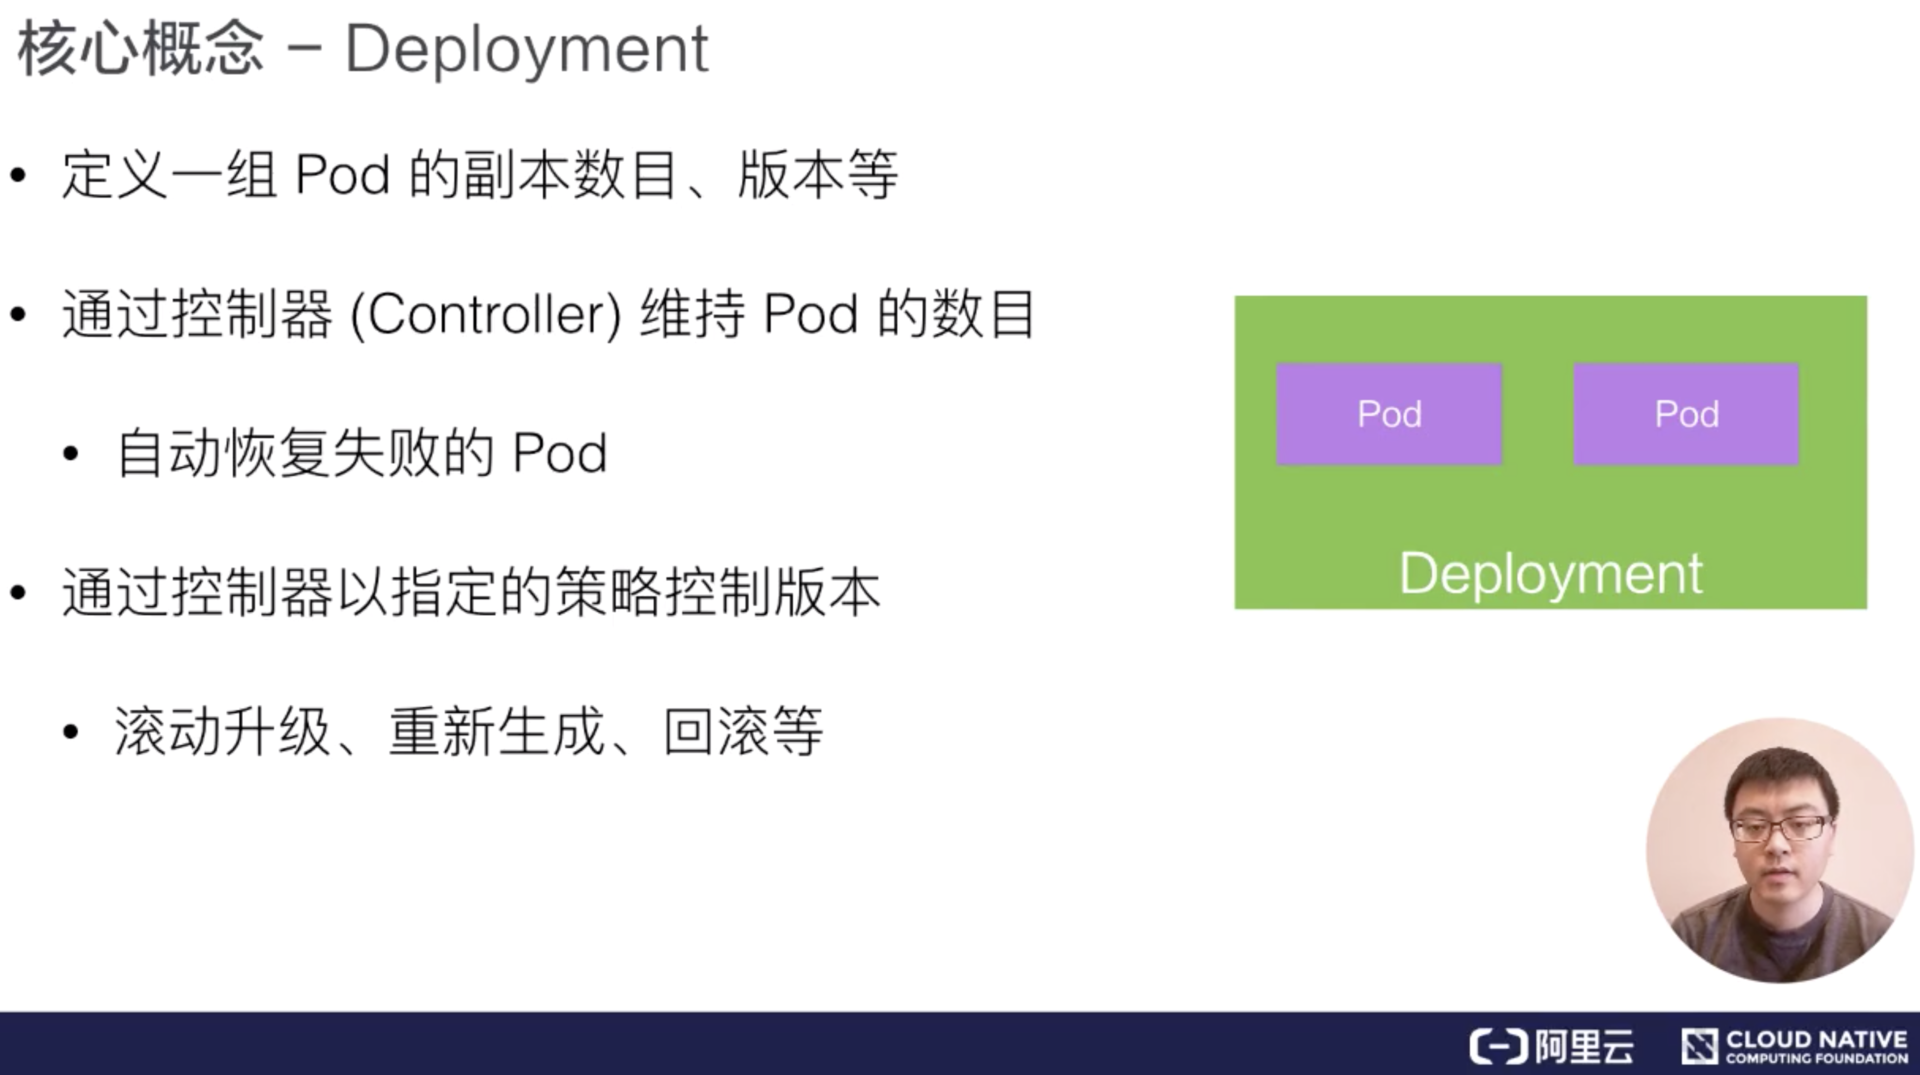 核心概念 – Deployment
• 定义一组 Pod 的副本数目、版本等
• 通过控制器 (Controller) 维持 Pod 的数目
• 自动恢复失败的 Pod
• 通过控制器以指定的策略控制版本
• 滚动升级、重新生成、回滚等
Pod
Pod
Deployment
阿里云
CLOUD NATIVE
COMPUTING FOUNDATION